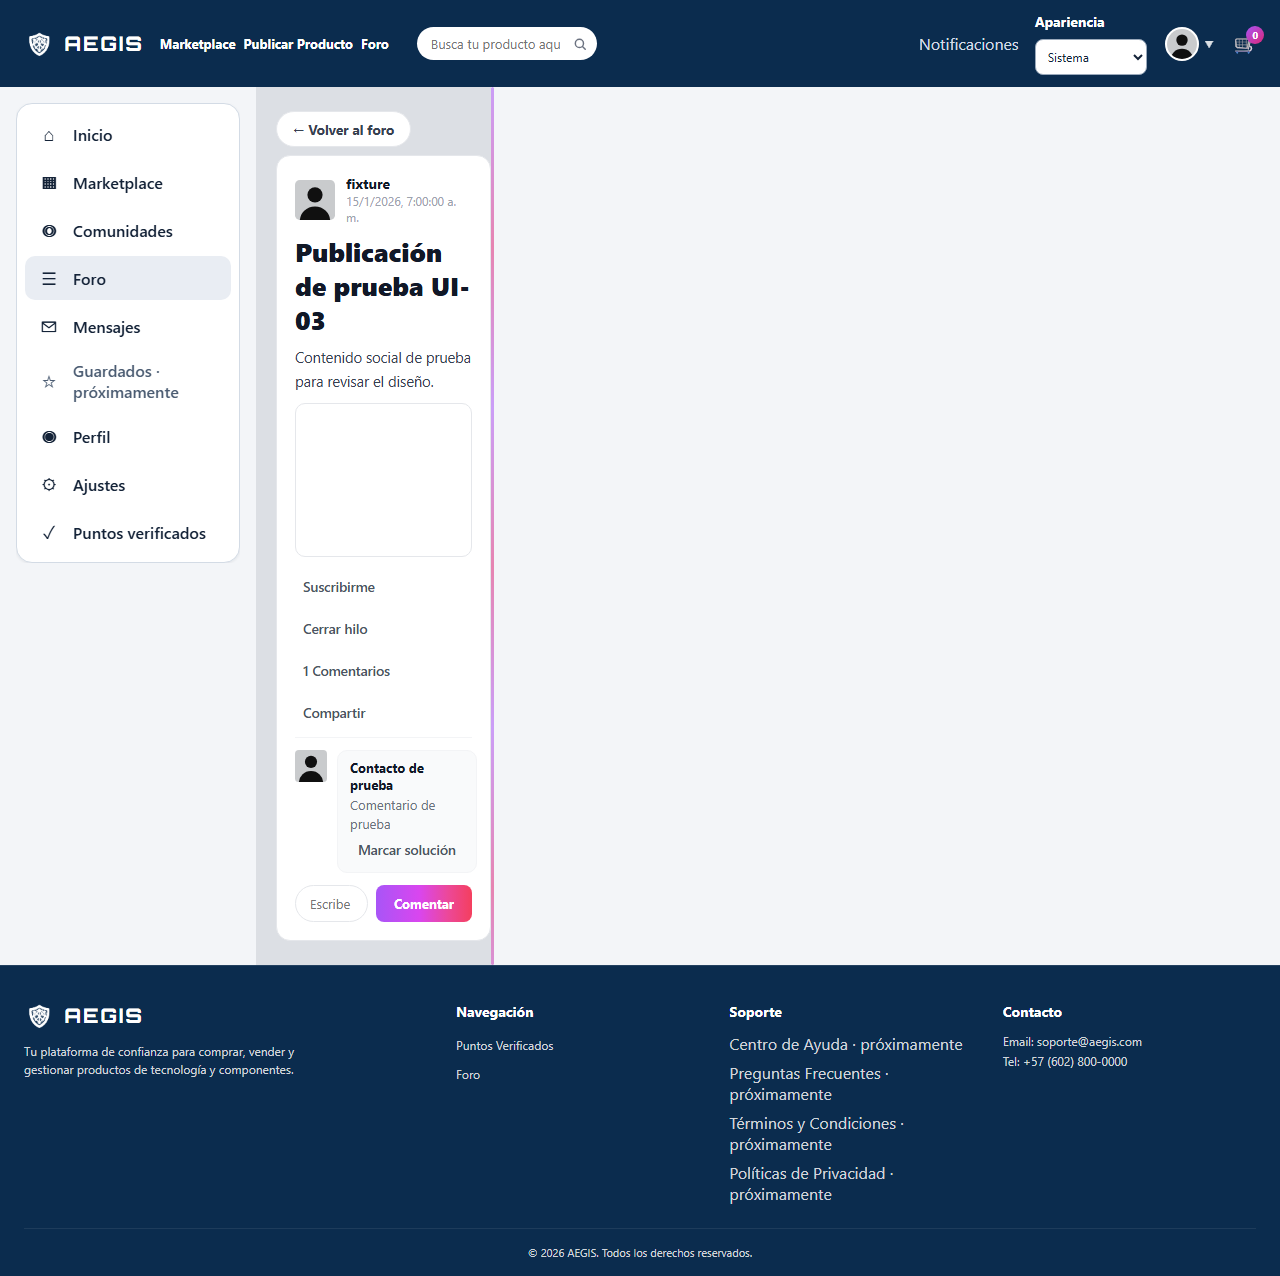 AEGIS
Marketplace Publicar Producto Foro
Busca tu producto aqu
Notificaciones
Apariencia
Sistema
0
Inicio
Marketplace
Comunidades
Foro
Mensajes
Guardados ·
próximamente
Perfil
Ajustes
Puntos verificados
← Volver al foro
fixture
15/1/2026, 7:00:00 a.
m.
Publicación
de prueba UI-
03
Contenido social de prueba
para revisar el diseño.
Suscribirme
Cerrar hilo
1 Comentarios
Compartir
Contacto de
prueba
Comentario de
prueba
Marcar solución
Escribe
Comentar
AEGIS
Tu plataforma de confianza para comprar, vender y
gestionar productos de tecnología y componentes.
Navegación
Puntos Verificados
Foro
Soporte
Centro de Ayuda · próximamente
Preguntas Frecuentes ·
próximamente
Términos y Condiciones ·
próximamente
Políticas de Privacidad ·
próximamente
Contacto
Email: soporte@aegis.com
Tel: +57 (602) 800-0000
© 2026 AEGIS. Todos los derechos reservados.